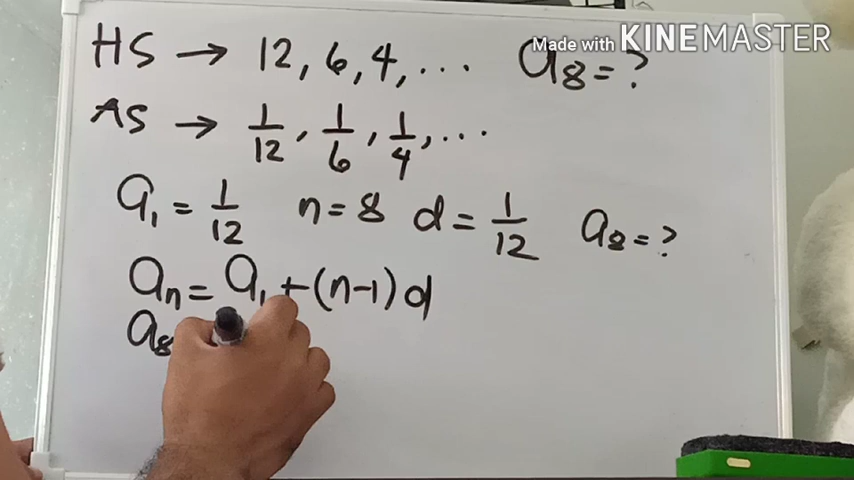 Made with KINEMASTER
HS → 12, 6, 4, ... a₈ = ?
AS → 1/12, 1/6, 1/4, ...
a₁ = 1/12 n = 8 d = 1/12 a₈ = ?
aₙ = a₁ + (n-1) d
a₈